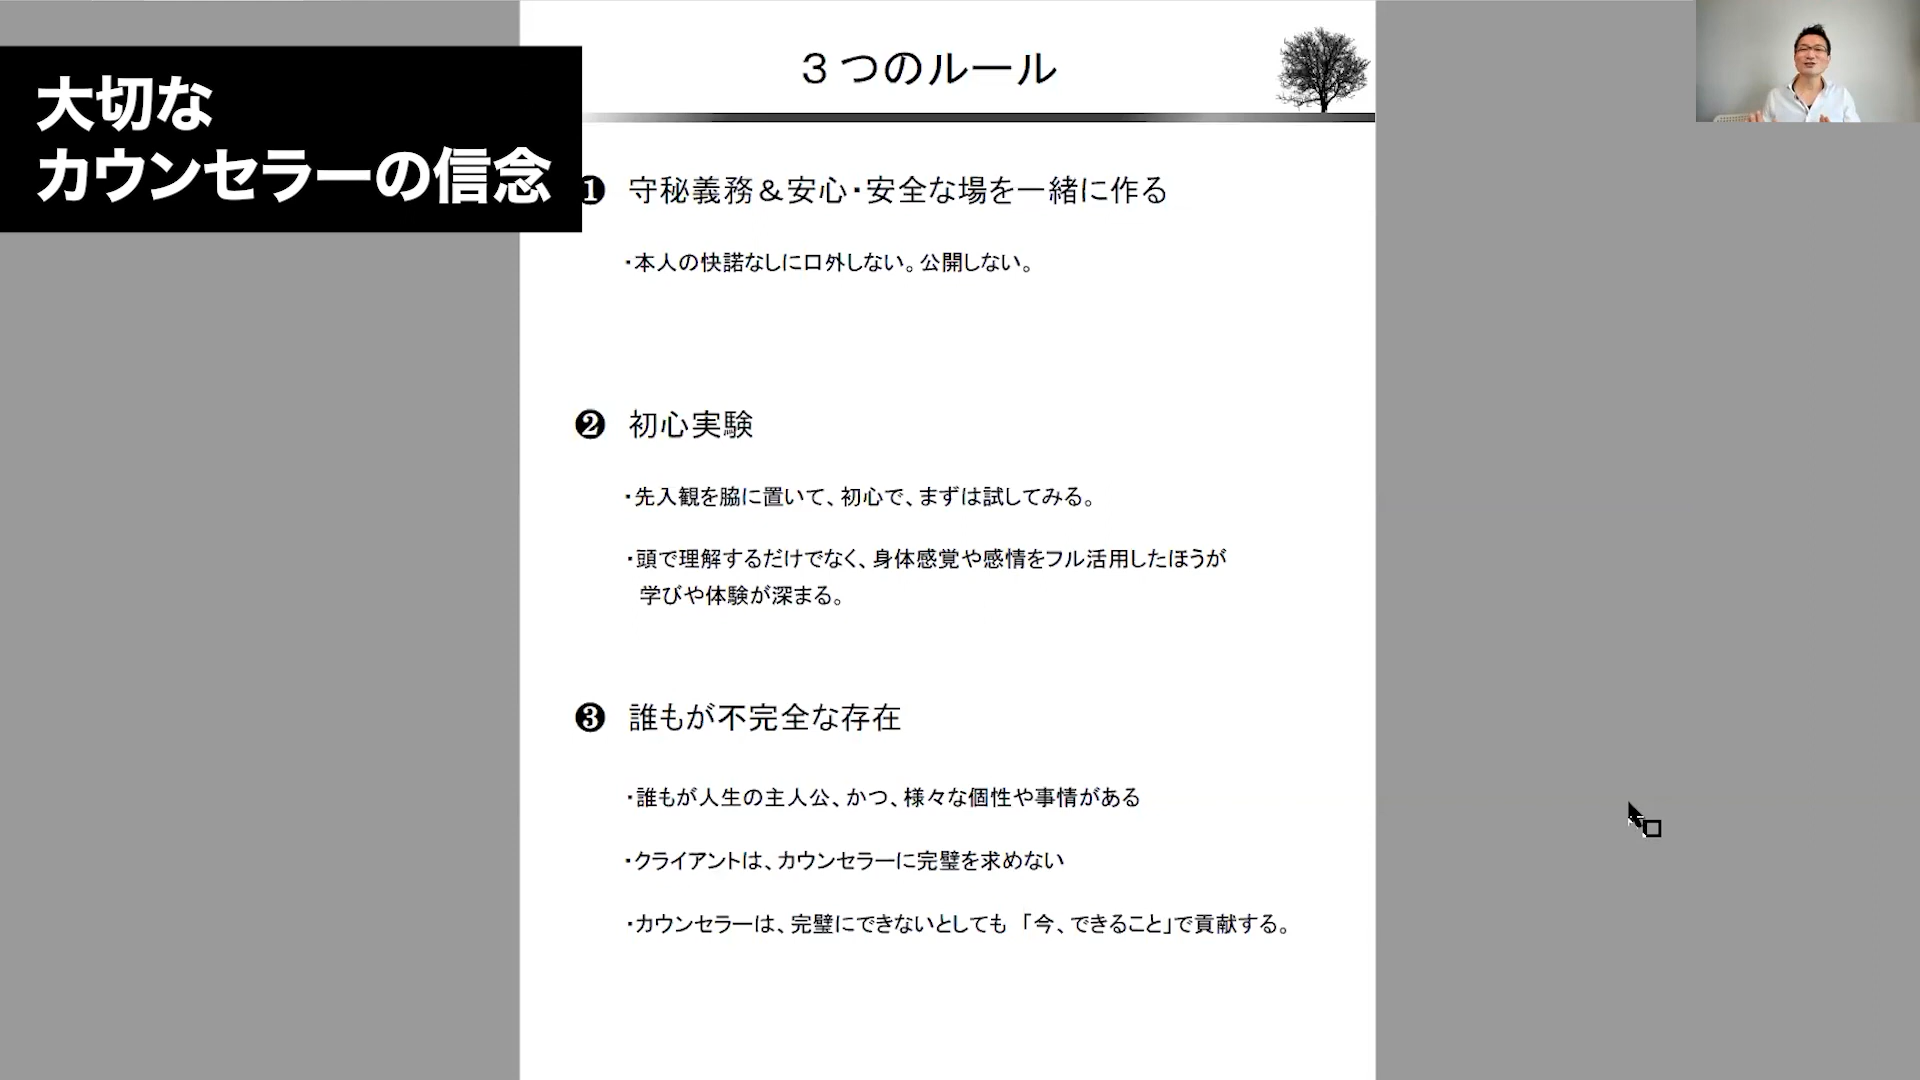 大切な
カウンセラーの信念
３つのルール
❶ 守秘義務＆安心・安全な場を一緒に作る
・本人の快諾なしに口外しない。公開しない。
❷ 初心実験
・先入観を脇に置いて、初心で、まずは試してみる。
・頭で理解するだけでなく、身体感覚や感情をフル活用したほうが
学びや体験が深まる。
❸ 誰もが不完全な存在
・誰もが人生の主人公、かつ、様々な個性や事情がある
・クライアントは、カウンセラーに完璧を求めない
・カウンセラーは、完璧にできないとしても 「今、できること」で貢献する。